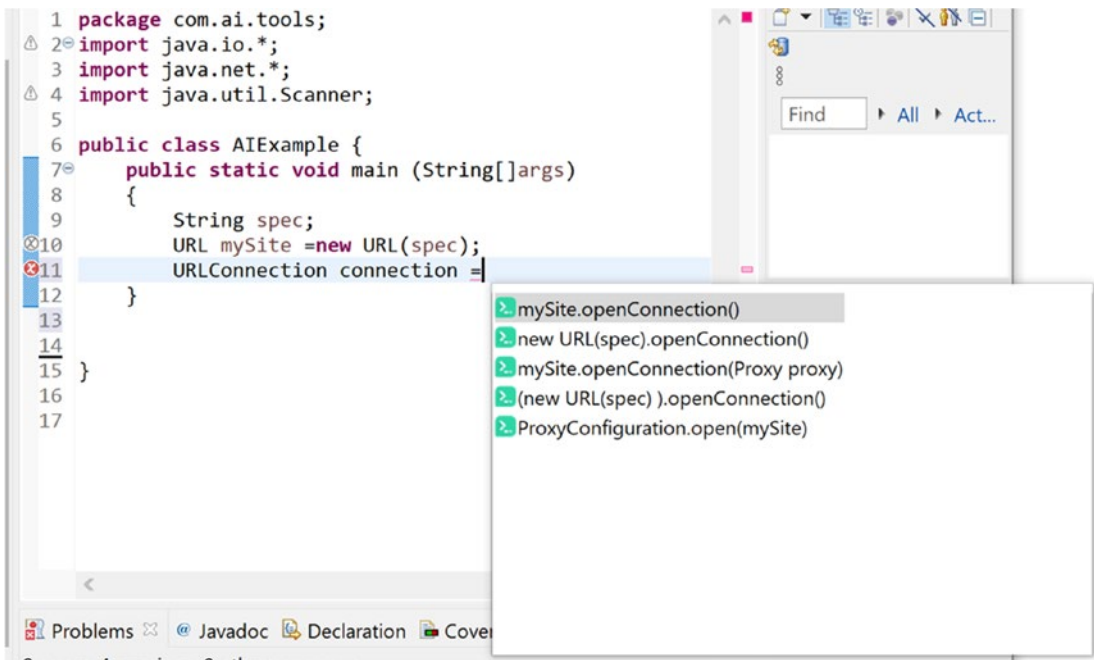 1 package com.ai.tools;
2 import java.io.*;
3 import java.net.*;
4 import java.util.Scanner;
5
6 public class AIExample {
7 public static void main (String[]args)
8 {
9 String spec;
10 URL mySite =new URL(spec);
11 URLConnection connection =
12 }
13
14
15 }
16
17
mySite.openConnection()
new URL(spec).openConnection()
mySite.openConnection(Proxy proxy)
(new URL(spec) ).openConnection()
ProxyConfiguration.open(mySite)
Find All Act...
Problems @ Javadoc Declaration Cover